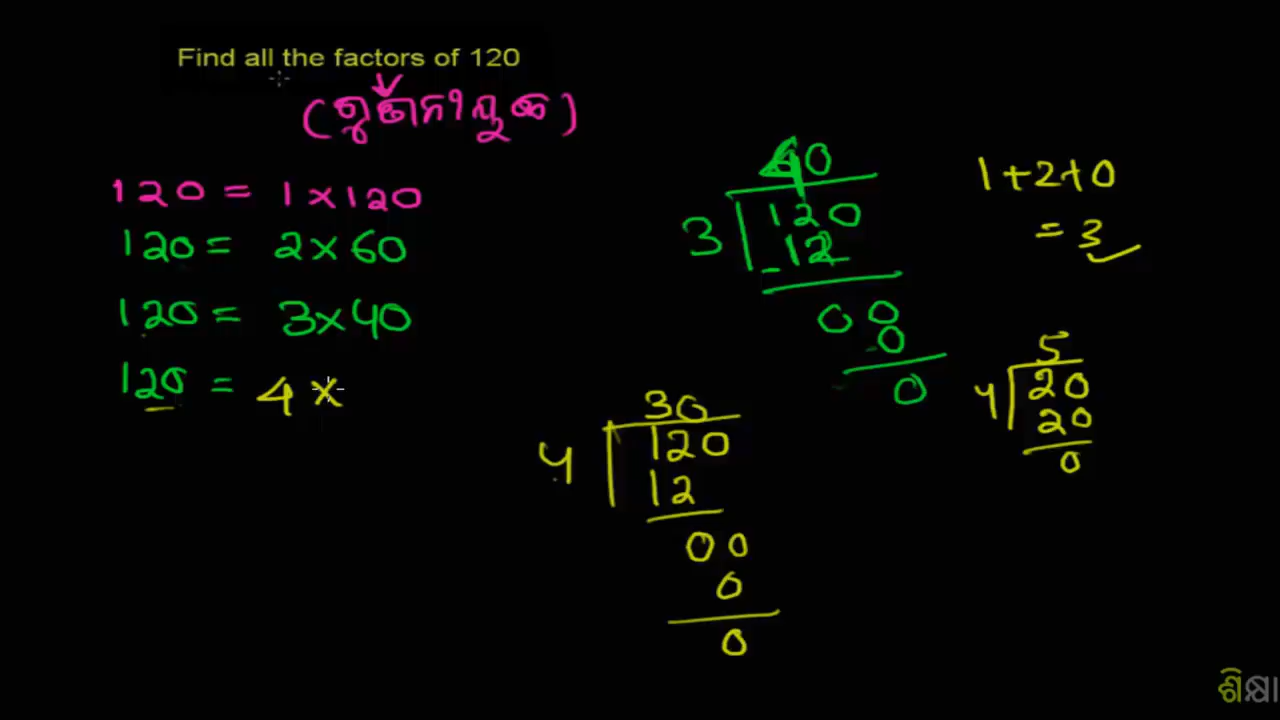 Find all the factors of 120
(ଗୁଣନୀୟକ)
120 = 1 × 120
120 = 2 × 60
120 = 3 × 40
120 = 4 ×
40
3 120
- 12
00
- 0
0
1+2+0
= 3
30
4 120
12
00
0
0
5
4 20
20
0
ଶିକ୍ଷା